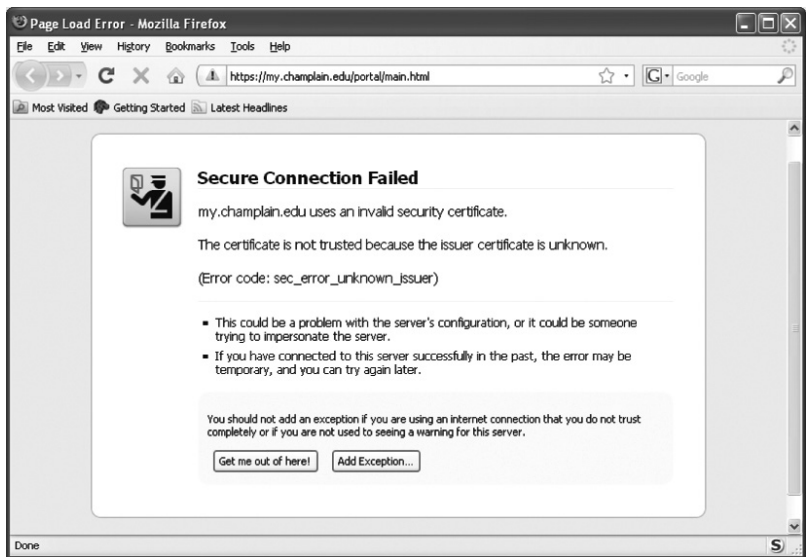 Page Load Error - Mozilla Firefox
File Edit View History Bookmarks Tools Help
https://my.champlain.edu/portal/main.html
G Google
Most Visited Getting Started Latest Headlines
Secure Connection Failed
my.champlain.edu uses an invalid security certificate.
The certificate is not trusted because the issuer certificate is unknown.
(Error code: sec_error_unknown_issuer)
This could be a problem with the server's configuration, or it could be someone
trying to impersonate the server.
If you have connected to this server successfully in the past, the error may be
temporary, and you can try again later.
You should not add an exception if you are using an internet connection that you do not trust
completely or if you are not used to seeing a warning for this server.
Get me out of here! Add Exception...
Done S